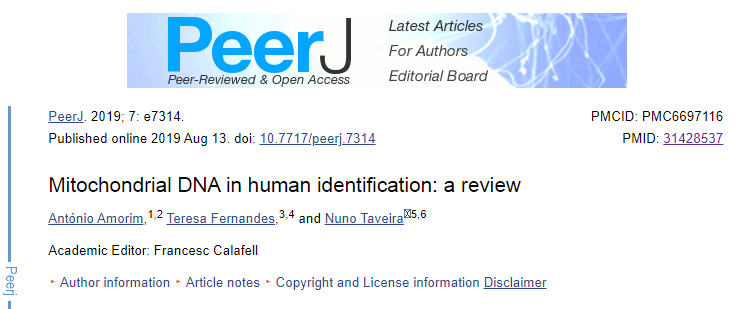 PeerJ
Peer-Reviewed & Open Access
Latest Articles
For Authors
Editorial Board
PeerJ. 2019; 7: e7314.
PMCID: PMC6697116
Published online 2019 Aug 13. doi: 10.7717/peerj.7314
PMID: 31428537
Mitochondrial DNA in human identification: a review
António Amorim,1,2 Teresa Fernandes,3,4 and Nuno Taveira5,6
Academic Editor: Francesc Calafell
Author information Article notes Copyright and License information Disclaimer
Peerj